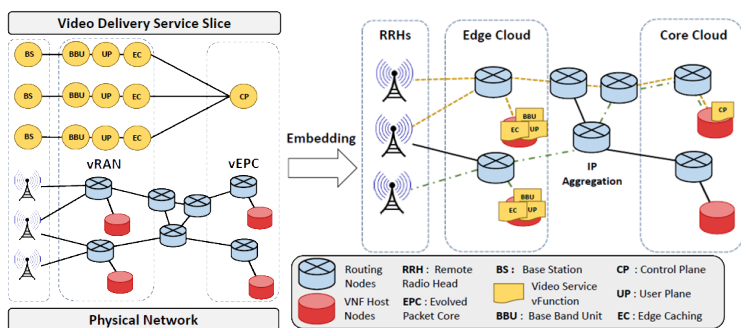 Video Delivery Service Slice
BS BBU UP EC
BS BBU UP EC CP
BS BBU UP EC
vRAN vEPC
Physical Network
Embedding
RRHs Edge Cloud Core Cloud
BBU
EC UP
CP
IP
Aggregation
BBU
EC UP
Routing
Nodes
VNF Host
Nodes
RRH : Remote
Radio Head
EPC : Evolved
Packet Core
BS : Base Station
Video Service
vFunction
BBU : Base Band Unit
CP : Control Plane
UP : User Plane
EC : Edge Caching